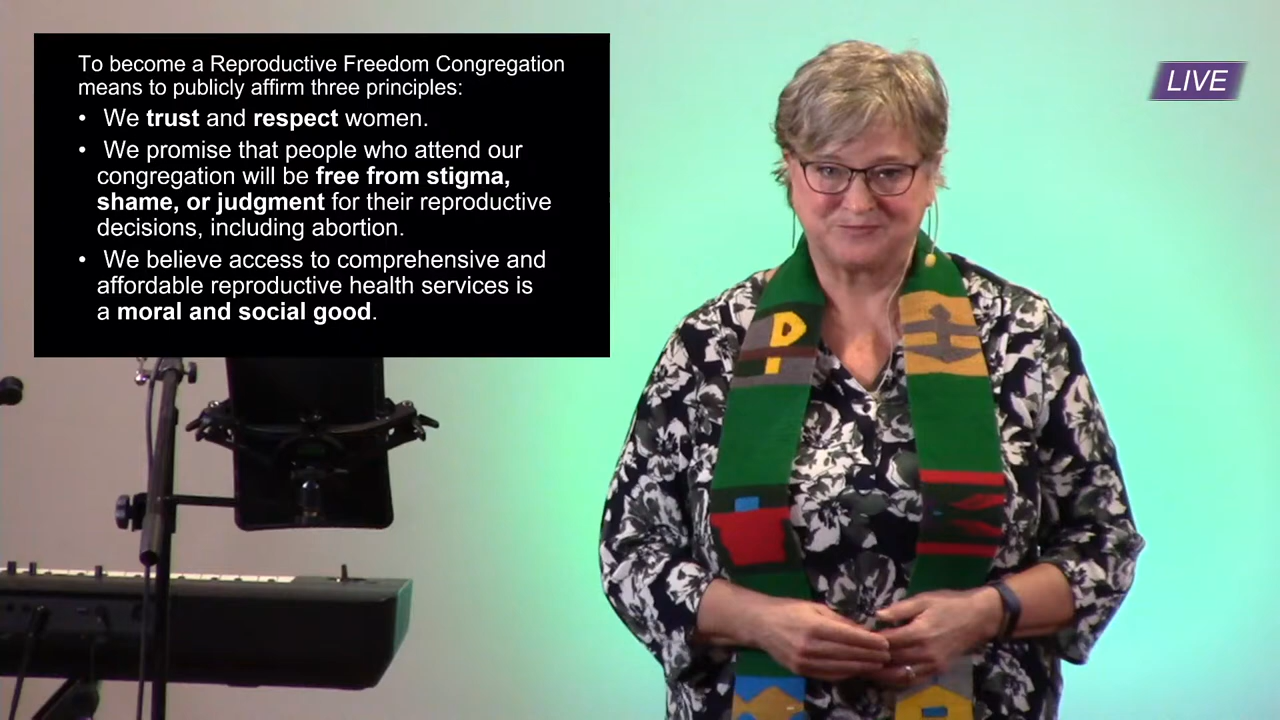 To become a Reproductive Freedom Congregation
means to publicly affirm three principles:
• We trust and respect women.
• We promise that people who attend our
congregation will be free from stigma,
shame, or judgment for their reproductive
decisions, including abortion.
• We believe access to comprehensive and
affordable reproductive health services is
a moral and social good.
LIVE